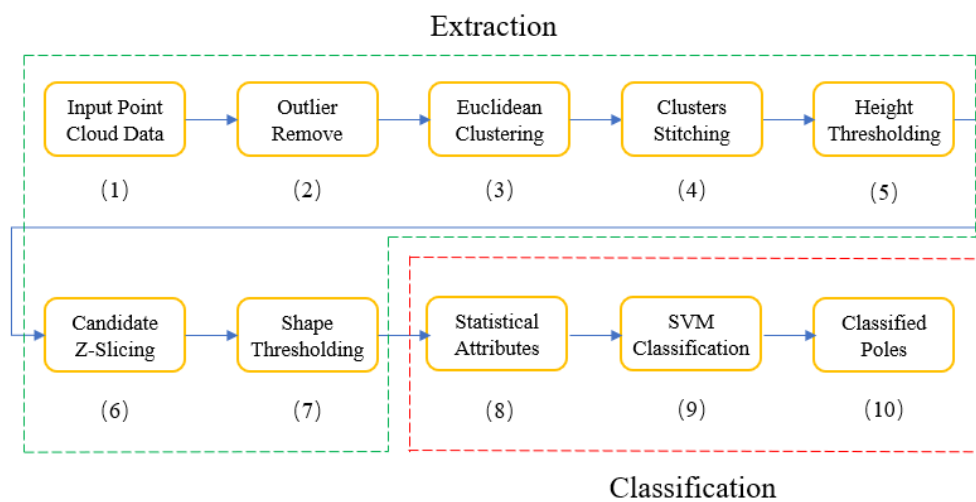 Extraction
Input Point
Cloud Data
Outlier
Remove
Euclidean
Clustering
Clusters
Stitching
Height
Thresholding
(1)
(2)
(3)
(4)
(5)
Candidate
Z-Slicing
Shape
Thresholding
Statistical
Attributes
SVM
Classification
Classified
Poles
(6)
(7)
(8)
(9)
(10)
Classification